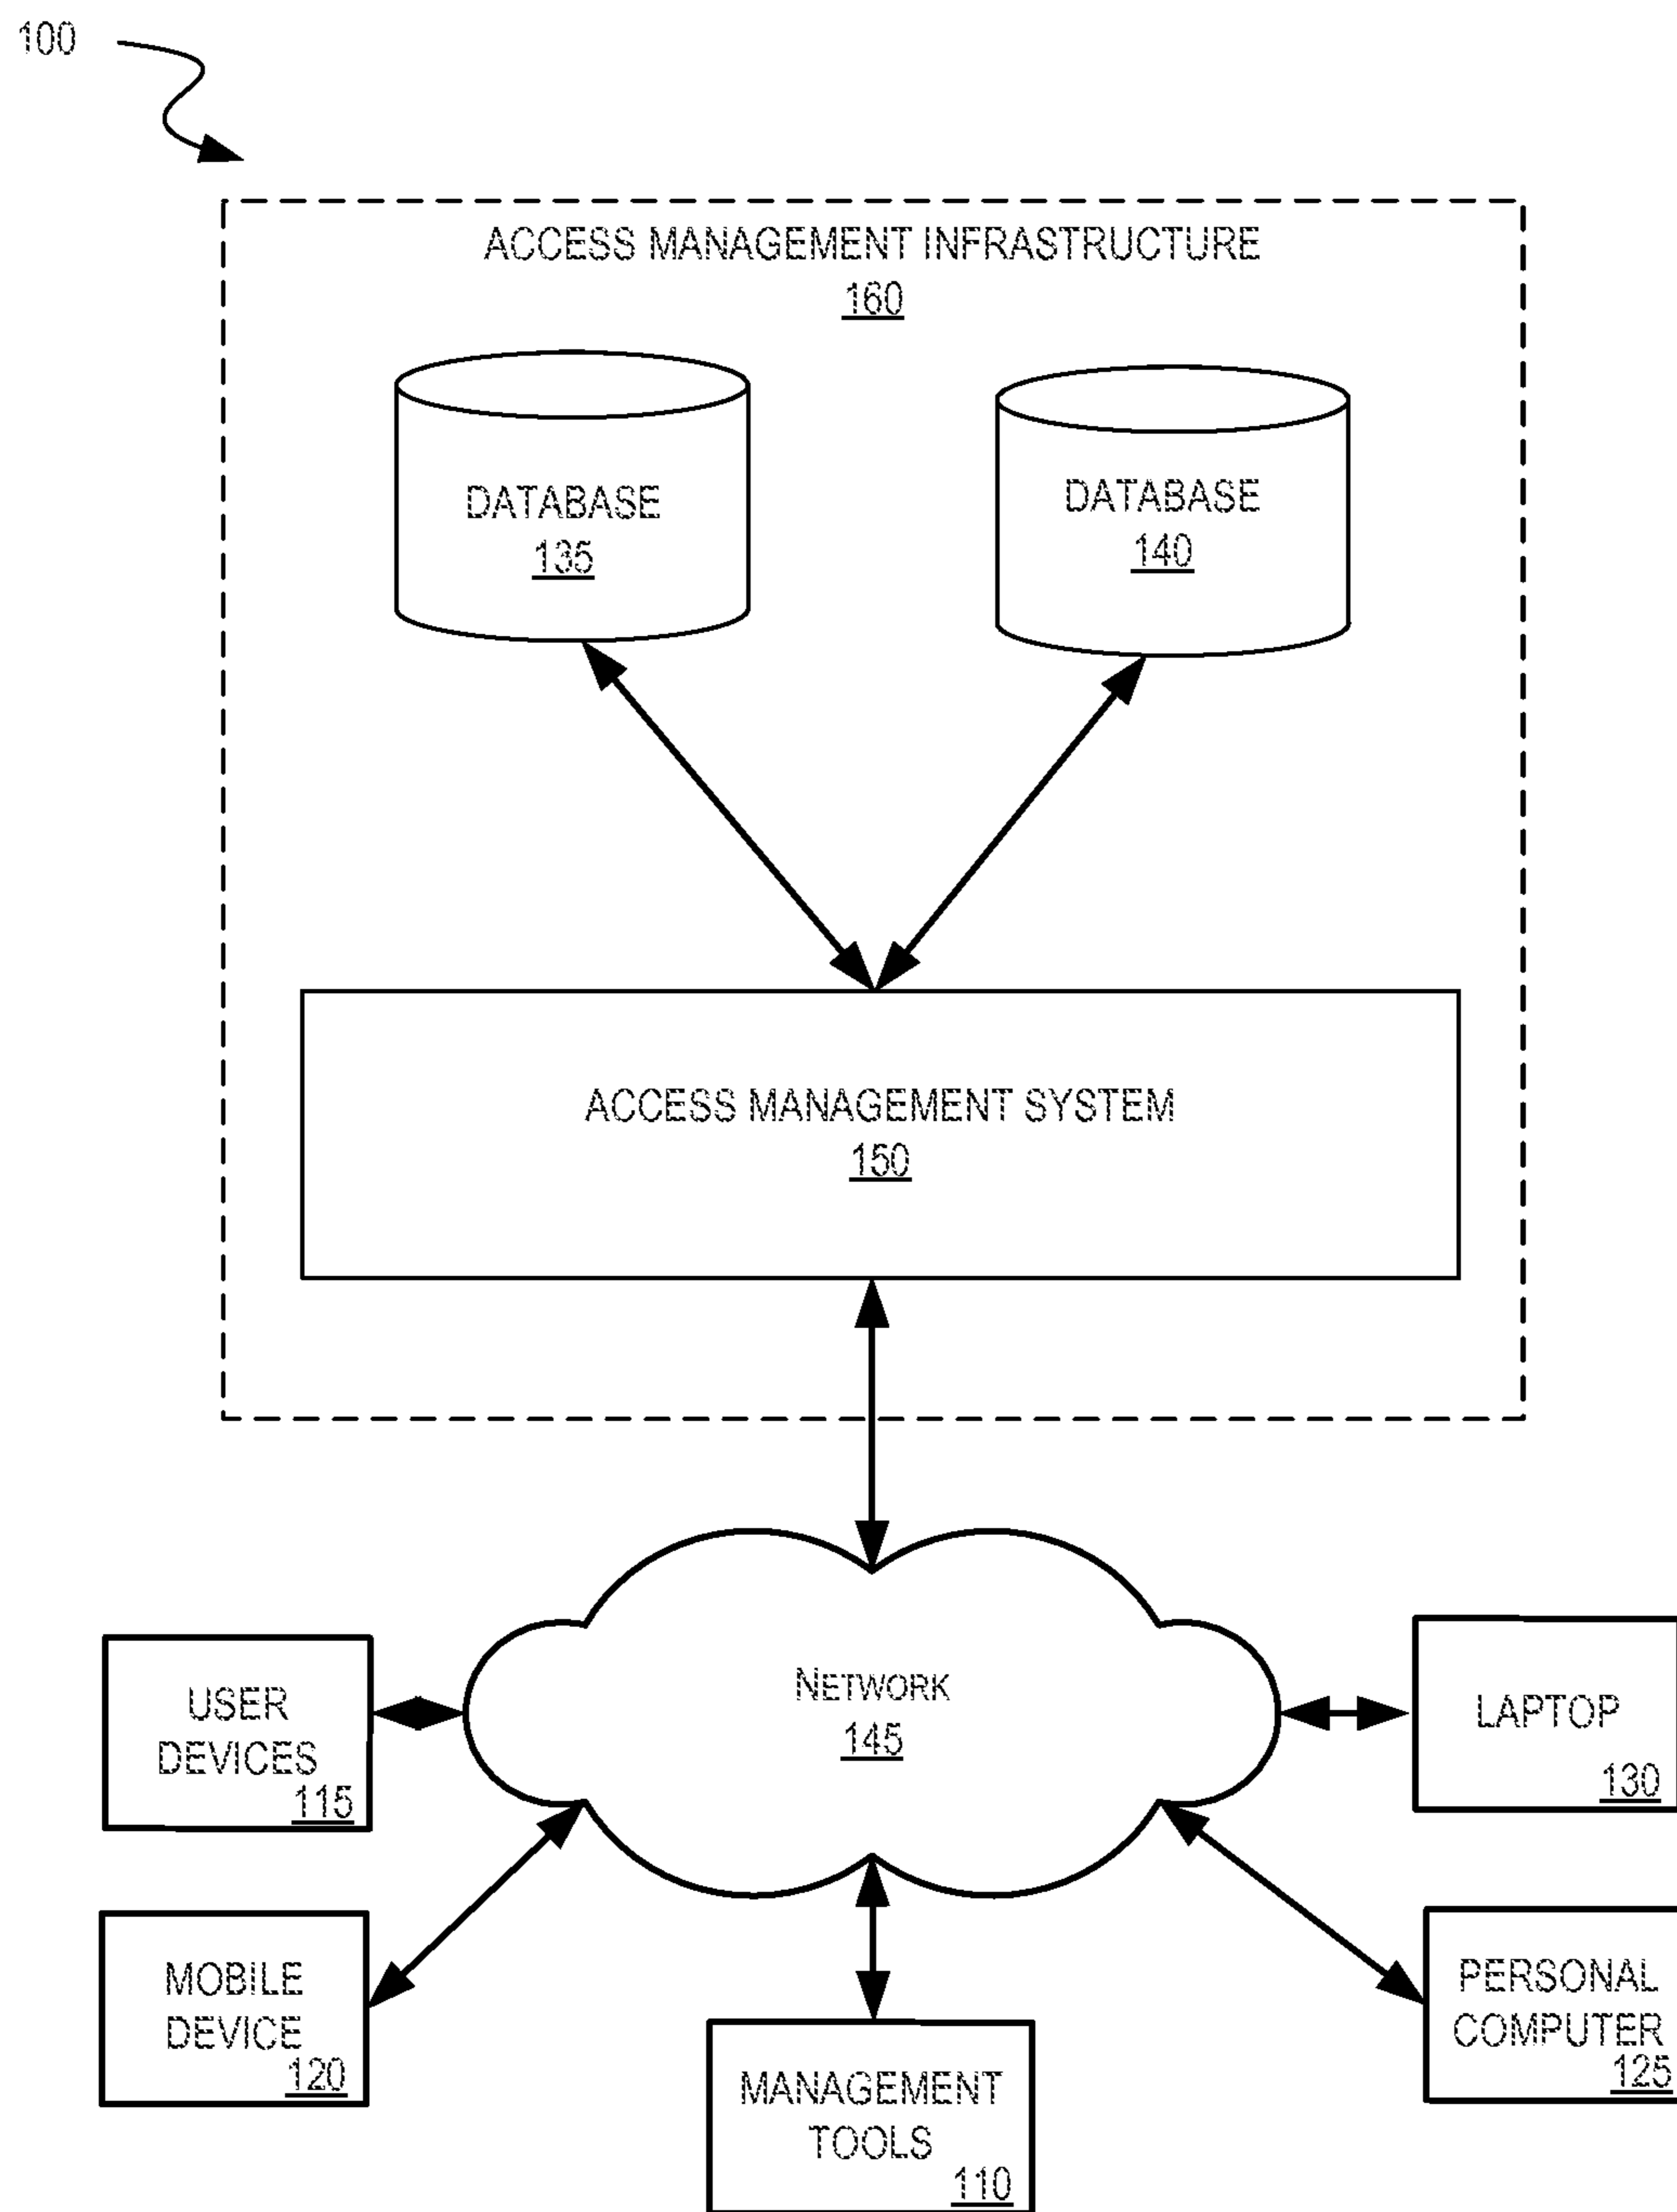 100
ACCESS MANAGEMENT INFRASTRUCTURE
160
DATABASE
135
DATABASE
140
ACCESS MANAGEMENT SYSTEM
150
NETWORK
145
USER
DEVICES
115
LAPTOP
130
MOBILE
DEVICE
120
PERSONAL
COMPUTER
125
MANAGEMENT
TOOLS
110